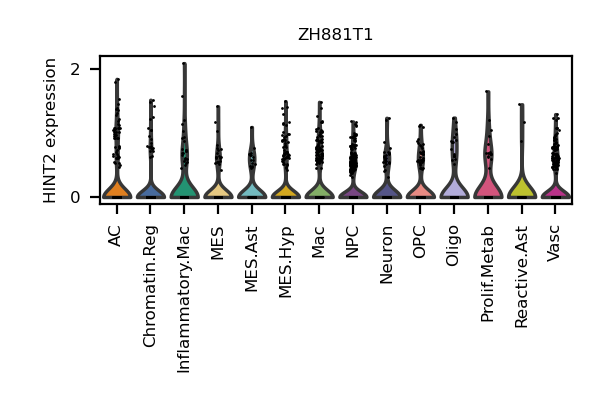 ZH881T1
HINT2 expression
2
0
AC
Chromatin.Reg
Inflammatory.Mac
MES
MES.Ast
MES.Hyp
Mac
NPC
Neuron
OPC
Oligo
Prolif.Metab
Reactive.Ast
Vasc